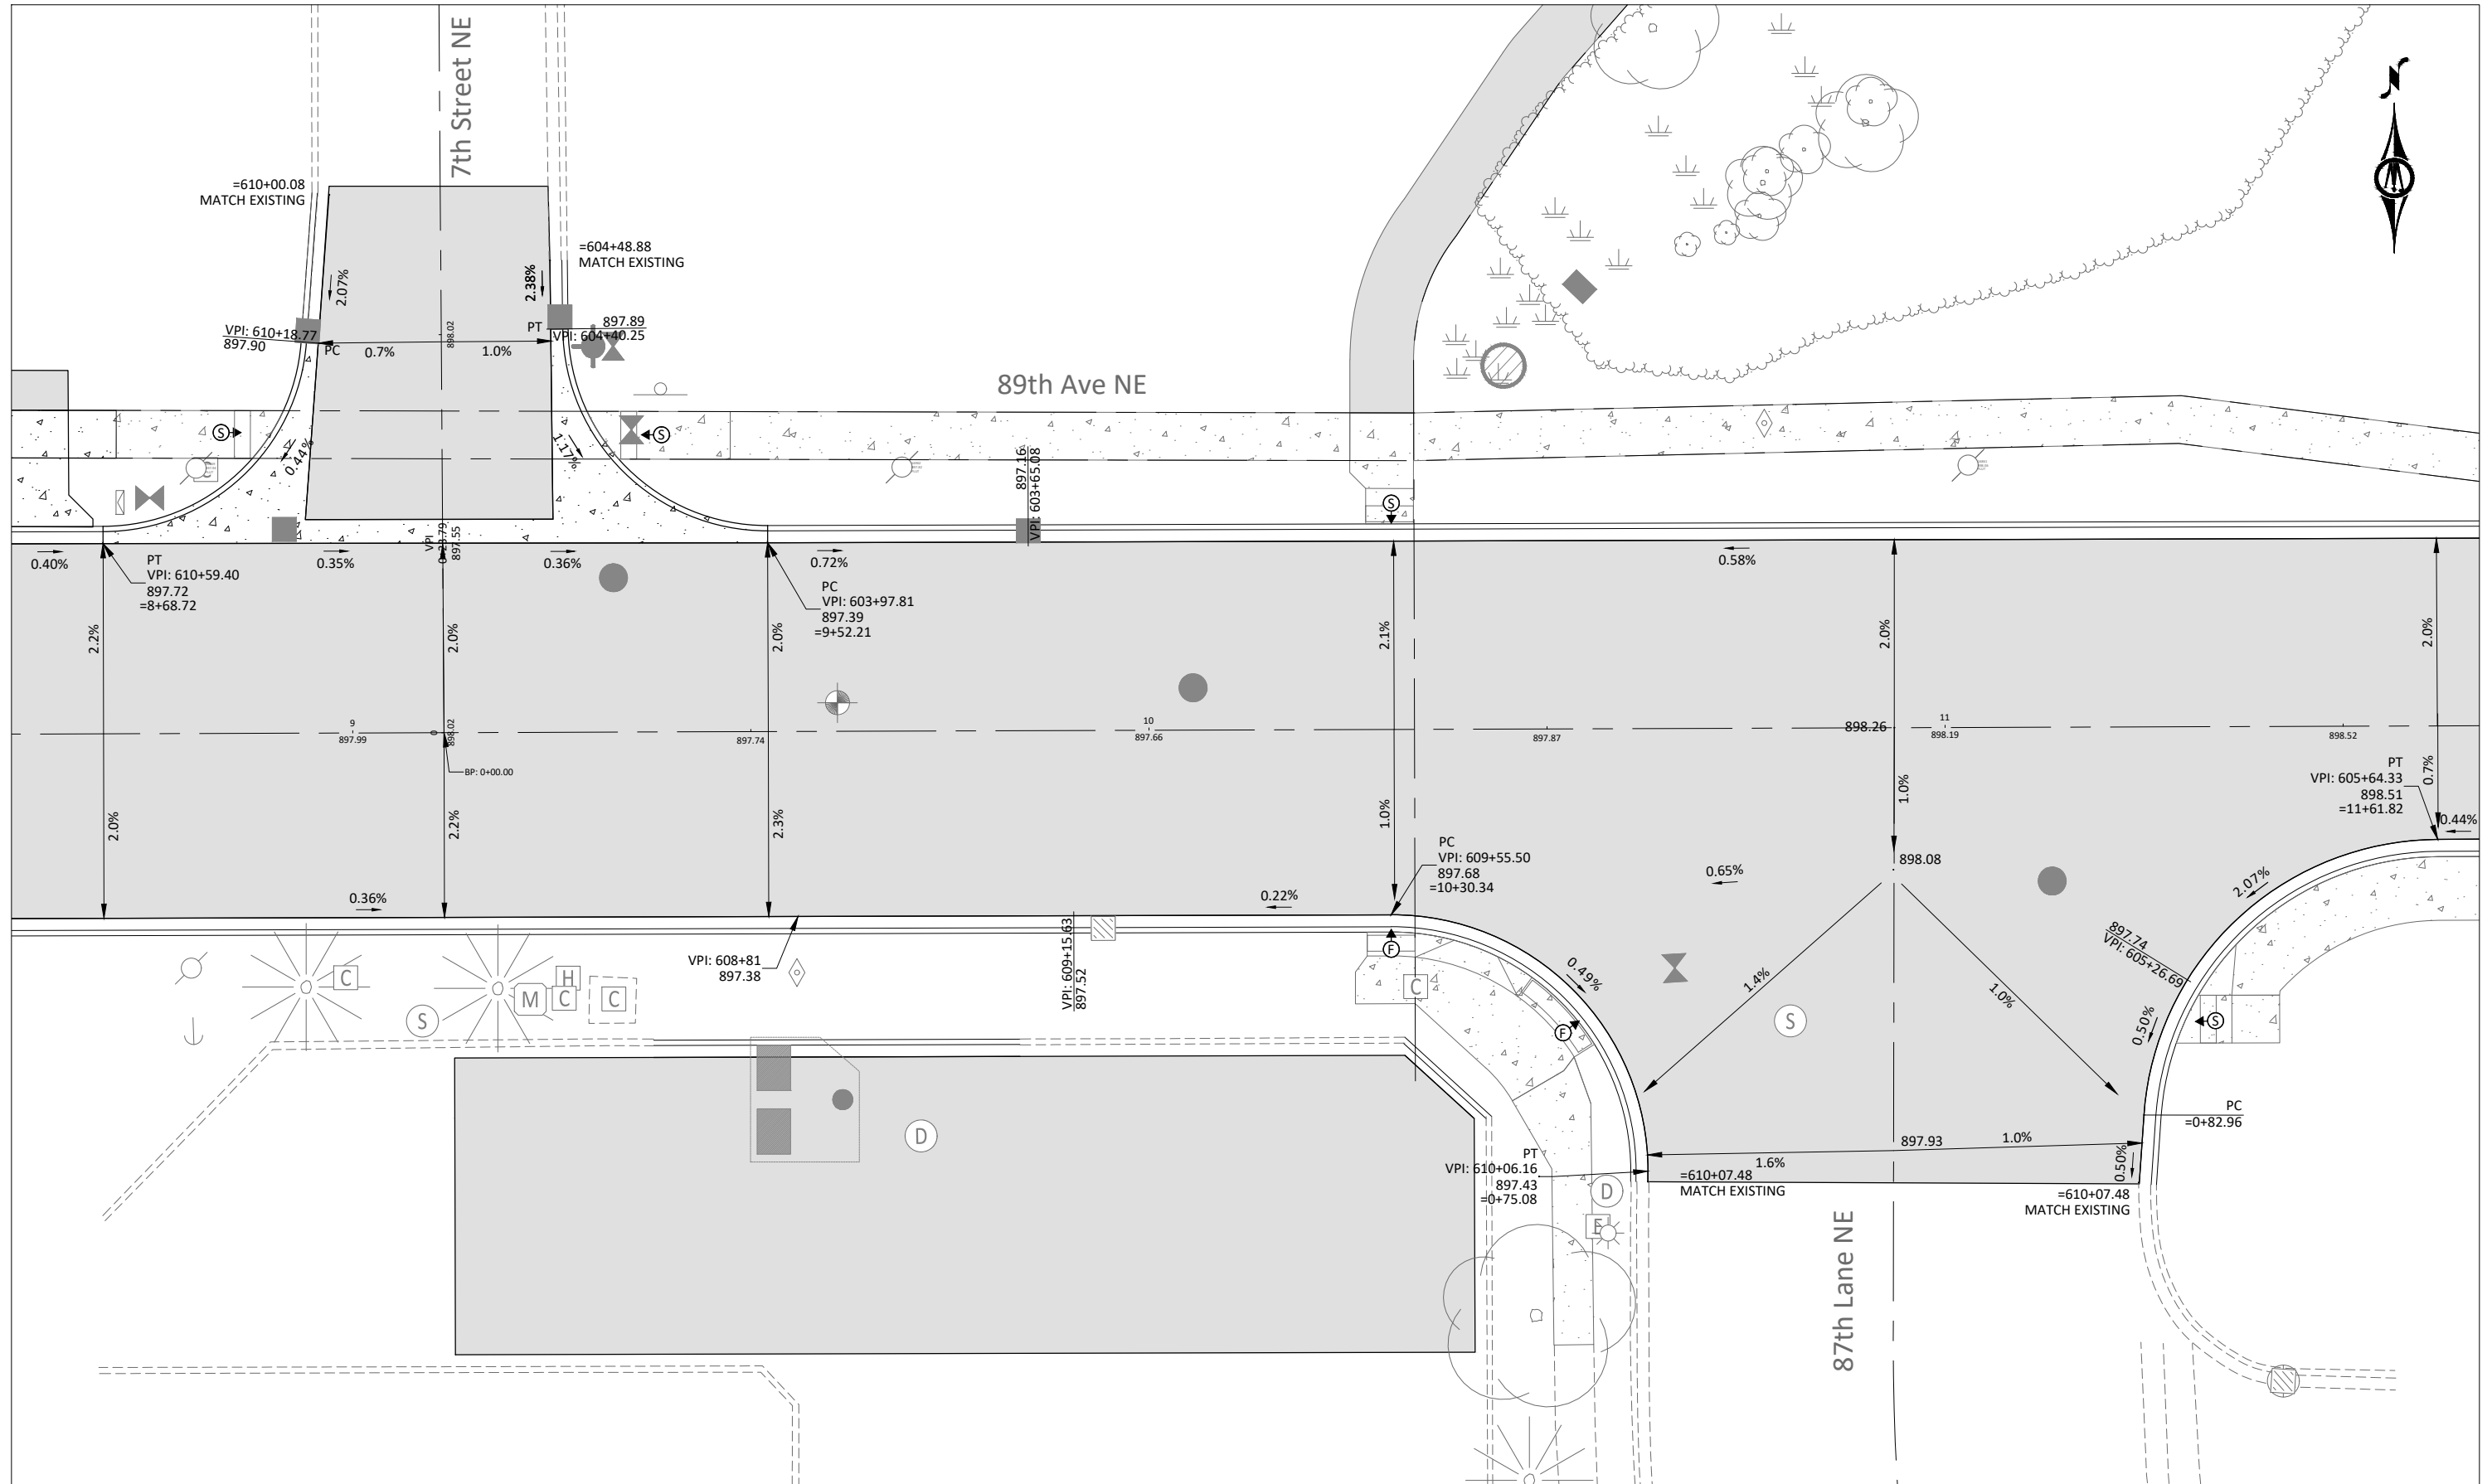 7th Street NE
N
=610+00.08
MATCH EXISTING
=604+48.88
MATCH EXISTING
2.07%
2.38%
VPI: 610+18.77
897.90
PC
0.7%
898.02
1.0%
PT
897.89
VPI: 604+40.25
89th Ave NE
S
0.44%
1.17%
S
897.16
VPI: 603+65.08
S
0.40%
PT
VPI: 610+59.40
897.72
=8+68.72
0.35%
VPI
0+23.79
897.55
0.36%
0.72%
PC
VPI: 603+97.81
897.39
=9+52.21
0.58%
2.2%
2.0%
2.0%
2.1%
2.0%
2.0%
9
897.99
0
898.02
897.74
10
897.66
897.87
898.26
11
898.19
898.52
BP: 0+00.00
PT
VPI: 605+64.33
898.51
=11+61.82
0.7%
0.44%
2.0%
2.2%
2.3%
1.0%
1.0%
PC
VPI: 609+55.50
897.68
=10+30.34
898.08
0.65%
0.36%
0.22%
2.07%
VPI: 608+81
897.38
VPI: 609+15.63
897.52
F
897.74
VPI: 605+26.69
C
H
M
C
C
C
S
0.49%
F
1.4%
1.0%
S
0.50%
S
D
PC
=0+82.96
PT
VPI: 610+06.16
897.43
=0+75.08
897.93
1.0%
1.6%
0.50%
D
=610+07.48
MATCH EXISTING
=610+07.48
MATCH EXISTING
E
87th Lane NE